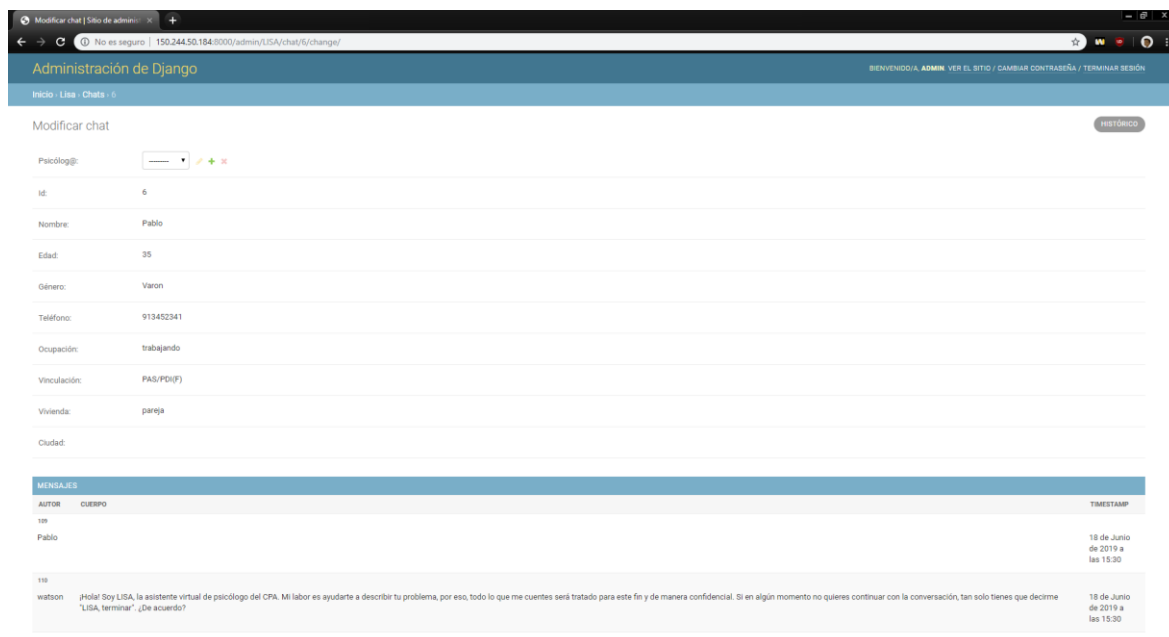 Modificar chat | Sitio de administ
No es seguro | 150.244.50.184:8000/admin/LISA/chat/6/change/
Administración de Django
BIENVENIDO/A, ADMIN. VER EL SITIO / CAMBIAR CONTRASEÑA / TERMINAR SESIÓN
Inicio › Lisa › Chats › 6
Modificar chat
HISTÓRICO
Psicólog@: --------
Id: 6
Nombre: Pablo
Edad: 35
Género: Varon
Teléfono: 913452341
Ocupación: trabajando
Vinculación: PAS/PDI(F)
Vivienda: pareja
Ciudad:
MENSAJES
AUTOR CUERPO TIMESTAMP
109
Pablo 18 de Junio
de 2019 a
las 15:30
110
watson ¡Hola! Soy LISA, la asistente virtual de psicólogo del CPA. Mi labor es ayudarte a describir tu problema, por eso, todo lo que me cuentes será tratado para este fin y de manera confidencial. Si en algún momento no quieres continuar con la conversación, tan solo tienes que decirme 18 de Junio
"LISA, terminar". ¿De acuerdo? de 2019 a
las 15:30